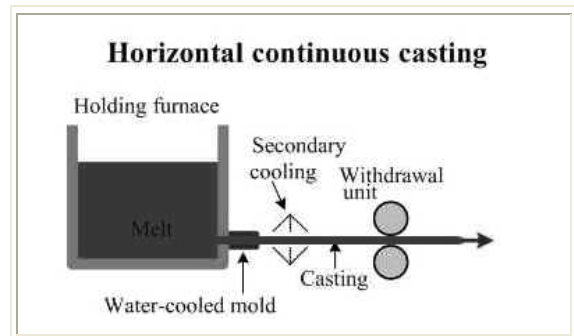 Horizontal continuous casting
Holding furnace
Secondary
cooling
Withdrawal
unit
Melt
Casting
Water-cooled mold